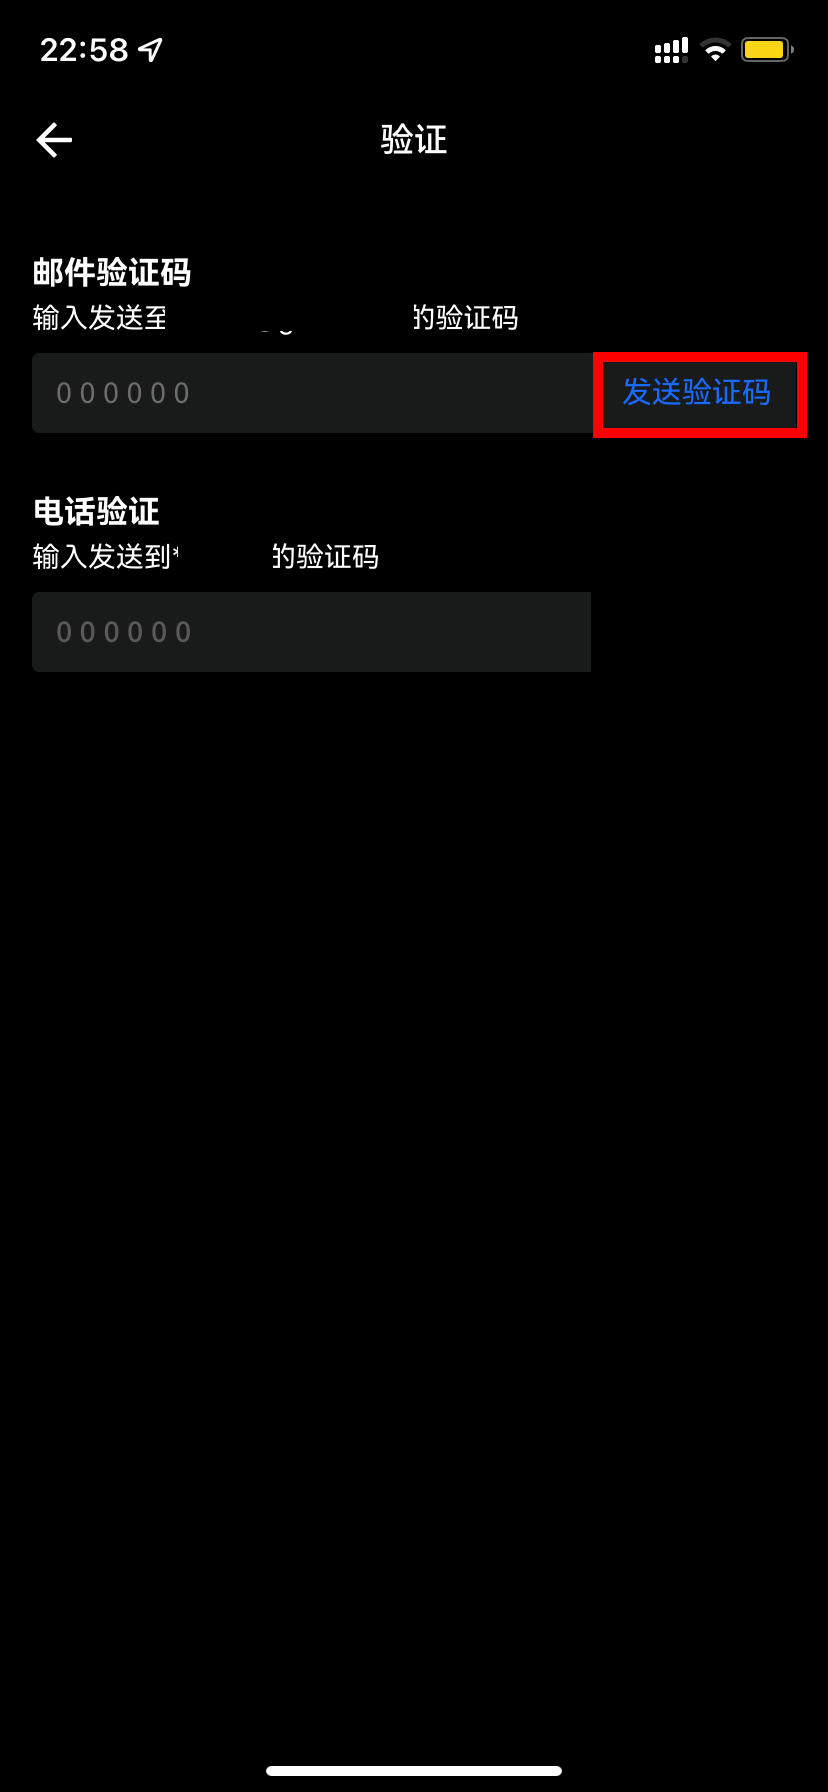 22:58
验证
邮件验证码
输入发送至 的验证码
000000 发送验证码
电话验证
输入发送到* 的验证码
000000